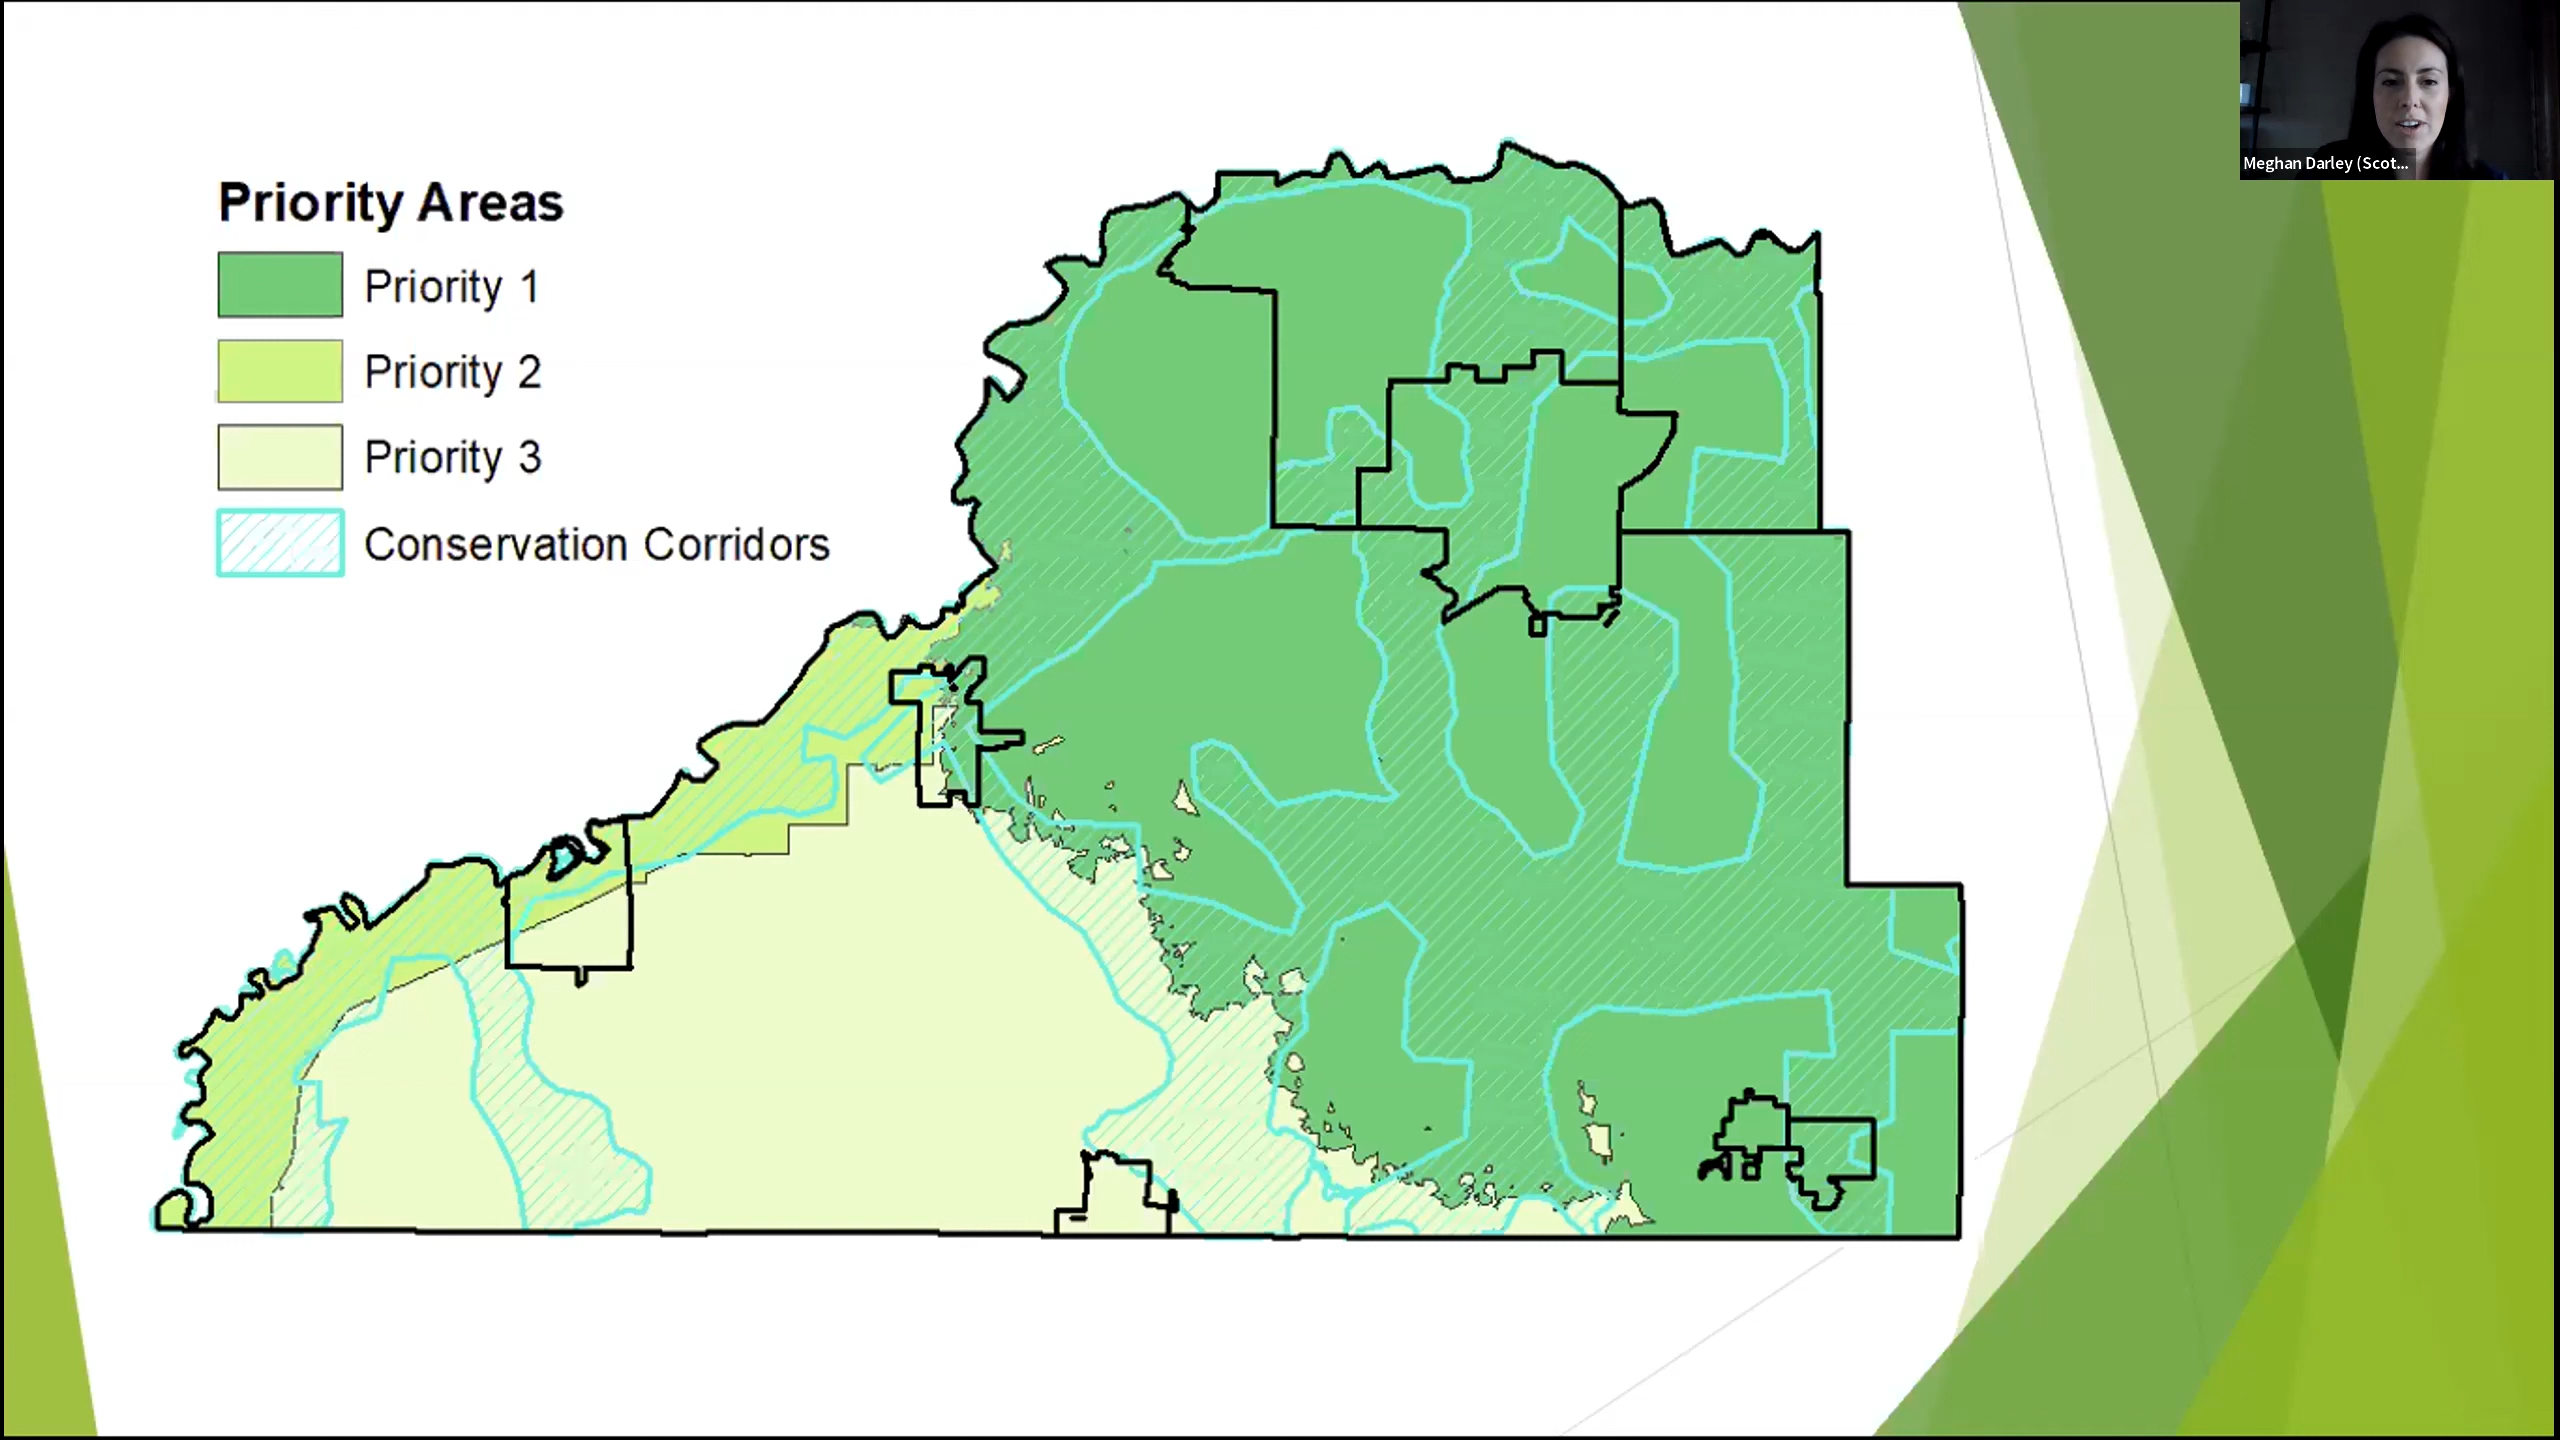 Meghan Darley (Scot...
Priority Areas
Priority 1
Priority 2
Priority 3
Conservation Corridors